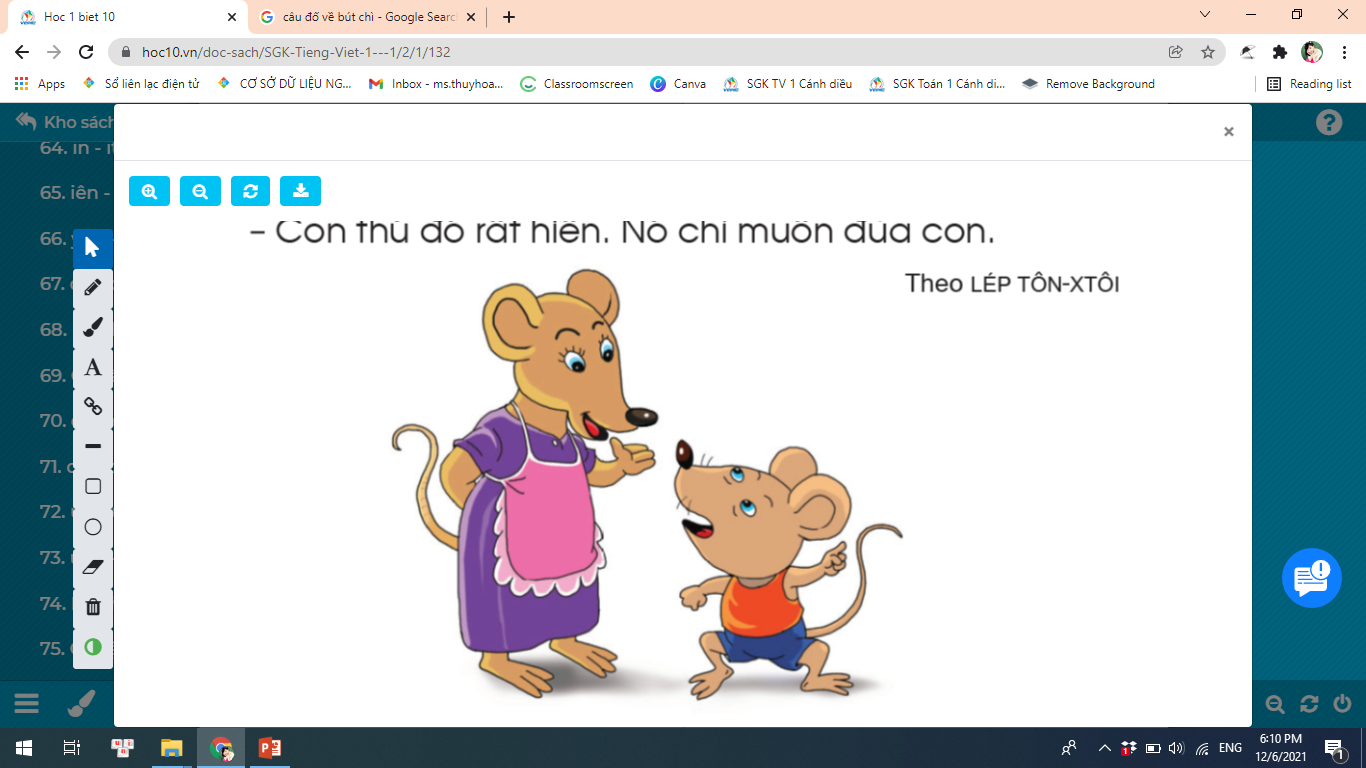 Hoc 1 biet 10
câu đố về bút chì - Google Searc
hoc10.vn/doc-sach/SGK-Tieng-Viet-1---1/2/1/132
Apps
Sổ liên lạc điện tử
CƠ SỞ DỮ LIỆU NG...
Inbox - ms.thuyhoa...
Classroomscreen
Canva
SGK TV 1 Cánh diều
SGK Toán 1 Cánh di...
Remove Background
Reading list
Kho sách
64. in - i
65. iên -
66.
67.
68.
69.
70.
71.
72.
73.
74.
75.
– Con thú đó rất hiền. Nó chỉ muốn đùa con.
Theo LÉP TÔN-XTÔI
A
ENG
6:10 PM
12/6/2021
1